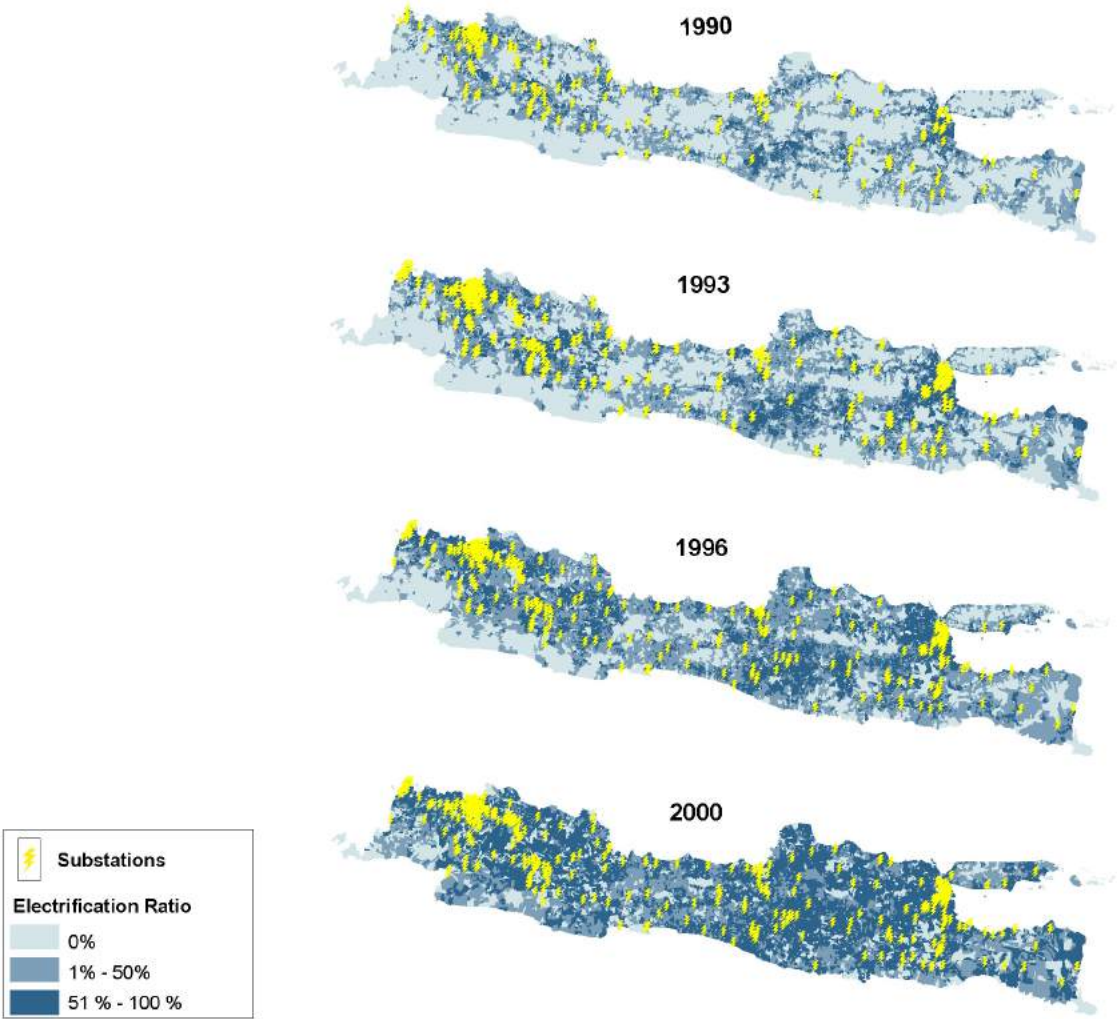 1990
1993
1996
2000
Substations
Electrification Ratio
0%
1% - 50%
51 % - 100 %